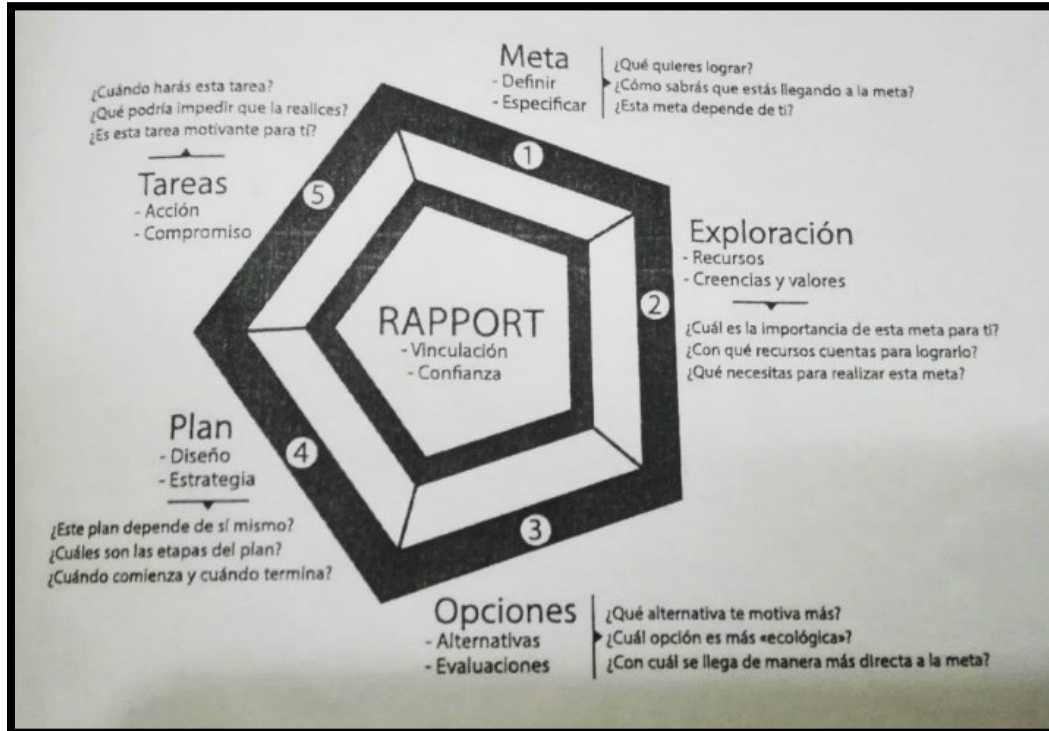 Meta
- Definir
- Especificar
¿Qué quieres lograr?
¿Cómo sabrás que estás llegando a la meta?
¿Esta meta depende de ti?
1
Exploración
- Recursos
- Creencias y valores
¿Cuál es la importancia de esta meta para ti?
¿Con qué recursos cuentas para lograrlo?
¿Qué necesitas para realizar esta meta?
2
Opciones
- Alternativas
- Evaluaciones
¿Qué alternativa te motiva más?
¿Cuál opción es más «ecológica»?
¿Con cuál se llega de manera más directa a la meta?
3
Plan
- Diseño
- Estrategia
¿Este plan depende de sí mismo?
¿Cuáles son las etapas del plan?
¿Cuándo comienza y cuándo termina?
4
¿Cuándo harás esta tarea?
¿Qué podría impedir que la realices?
¿Es esta tarea motivante para tí?
Tareas
- Acción
- Compromiso
5
RAPPORT
- Vinculación
- Confianza